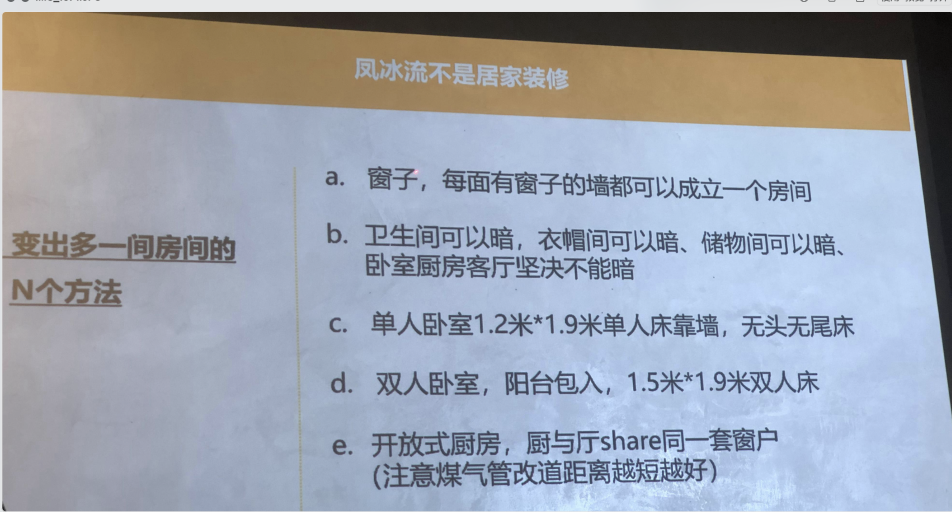 凤冰流不是居家装修
变出多一间房间的
N个方法
a. 窗子，每面有窗子的墙都可以成立一个房间
b. 卫生间可以暗，衣帽间可以暗、储物间可以暗、
卧室厨房客厅坚决不能暗
c. 单人卧室1.2米*1.9米单人床靠墙，无头无尾床
d. 双人卧室，阳台包入，1.5米*1.9米双人床
e. 开放式厨房，厨与厅share同一套窗户
(注意煤气管改道距离越短越好)